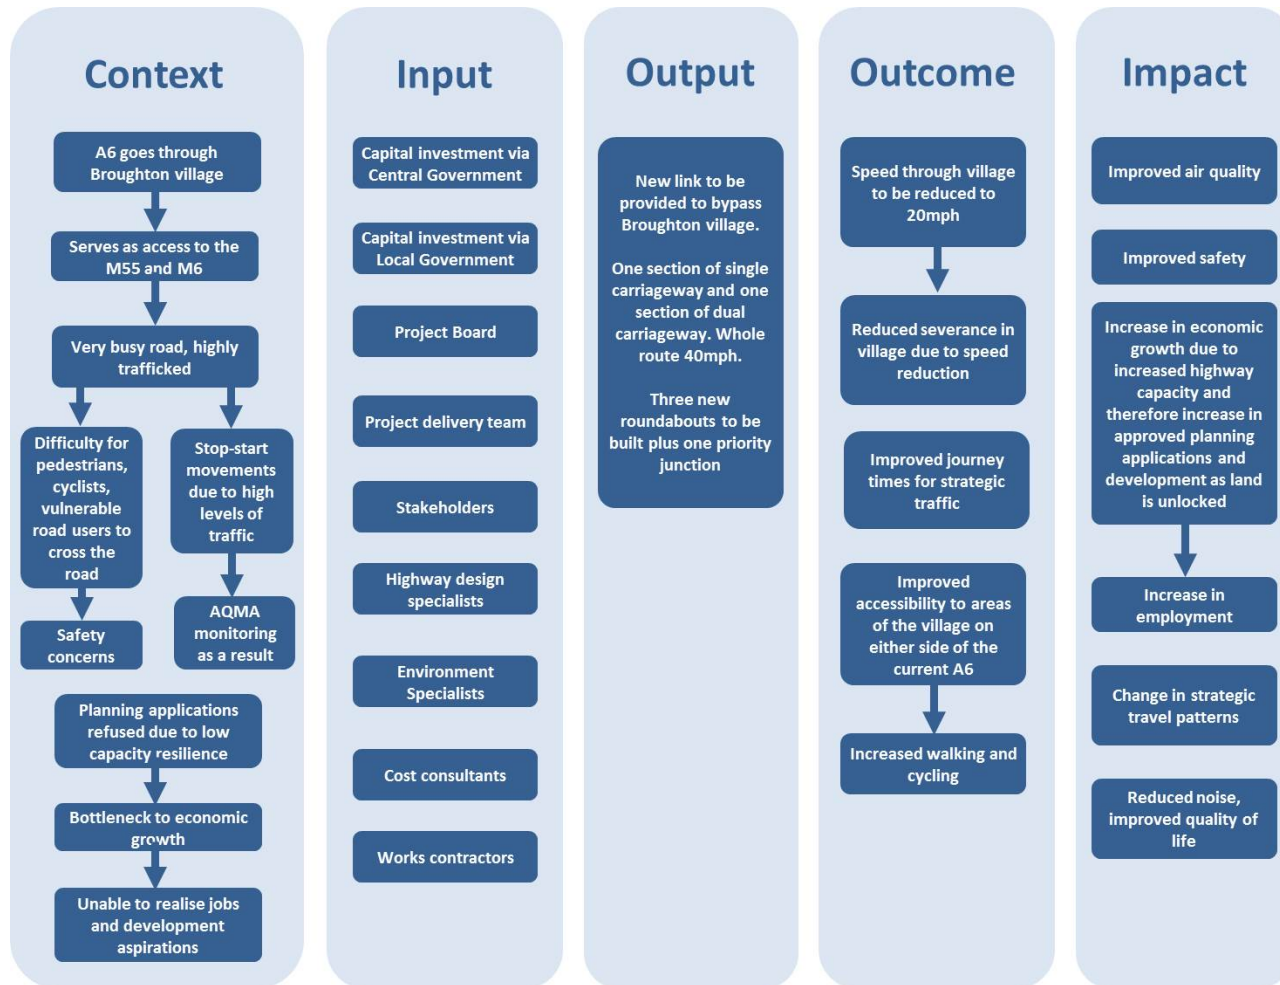 Context
A6 goes through
Broughton village
Serves as access to the
M55 and M6
Very busy road, highly
trafficked
Difficulty for
pedestrians,
cyclists,
vulnerable
road users to
cross the
road
Safety
concerns
Stop-start
movements
due to high
levels of
traffic
AQMA
monitoring
as a result
Planning applications
refused due to low
capacity resilience
Bottleneck to economic
growth
Unable to realise jobs
and development
aspirations
Input
Capital investment via
Central Government
Capital investment via
Local Government
Project Board
Project delivery team
Stakeholders
Highway design
specialists
Environment
Specialists
Cost consultants
Works contractors
Output
New link to be
provided to bypass
Broughton village.
One section of single
carriageway and one
section of dual
carriageway. Whole
route 40mph.
Three new
roundabouts to be
built plus one priority
junction
Outcome
Speed through village
to be reduced to
20mph
Reduced severance in
village due to speed
reduction
Improved journey
times for strategic
traffic
Improved
accessibility to areas
of the village on
either side of the
current A6
Increased walking and
cycling
Impact
Improved air quality
Improved safety
Increase in economic
growth due to
increased highway
capacity and
therefore increase in
approved planning
applications and
development as land
is unlocked
Increase in
employment
Change in strategic
travel patterns
Reduced noise,
improved quality of
life